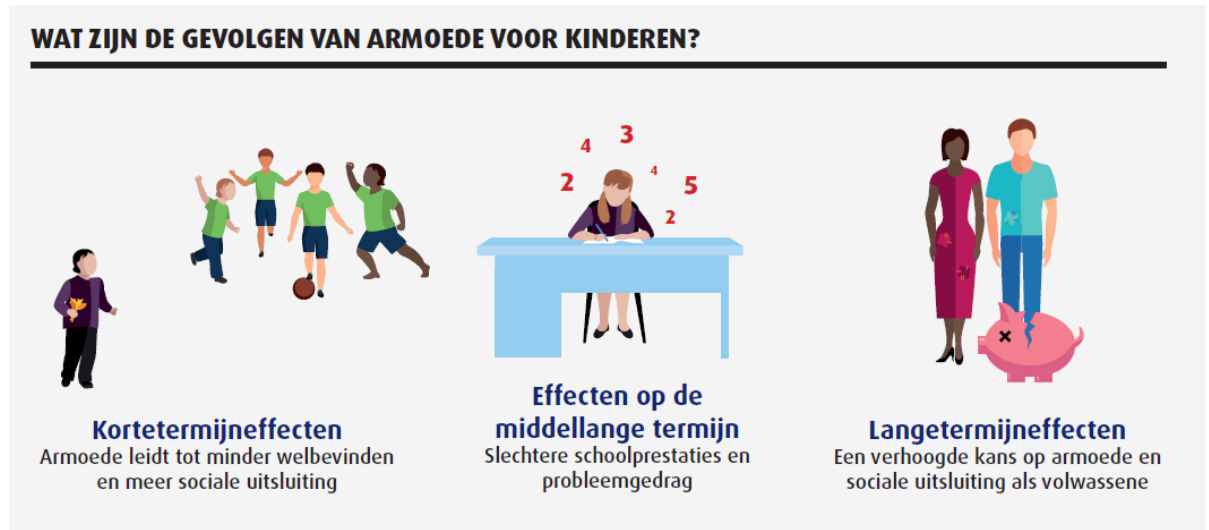 WAT ZIJN DE GEVOLGEN VAN ARMOEDE VOOR KINDEREN?
Kortetermijneffecten
Armoede leidt tot minder welbevinden
en meer sociale uitsluiting
4
3
2
4
5
2
Effecten op de
middellange termijn
Slechtere schoolprestaties en
probleemgedrag
Langetermijneffecten
Een verhoogde kans op armoede en
sociale uitsluiting als volwassene